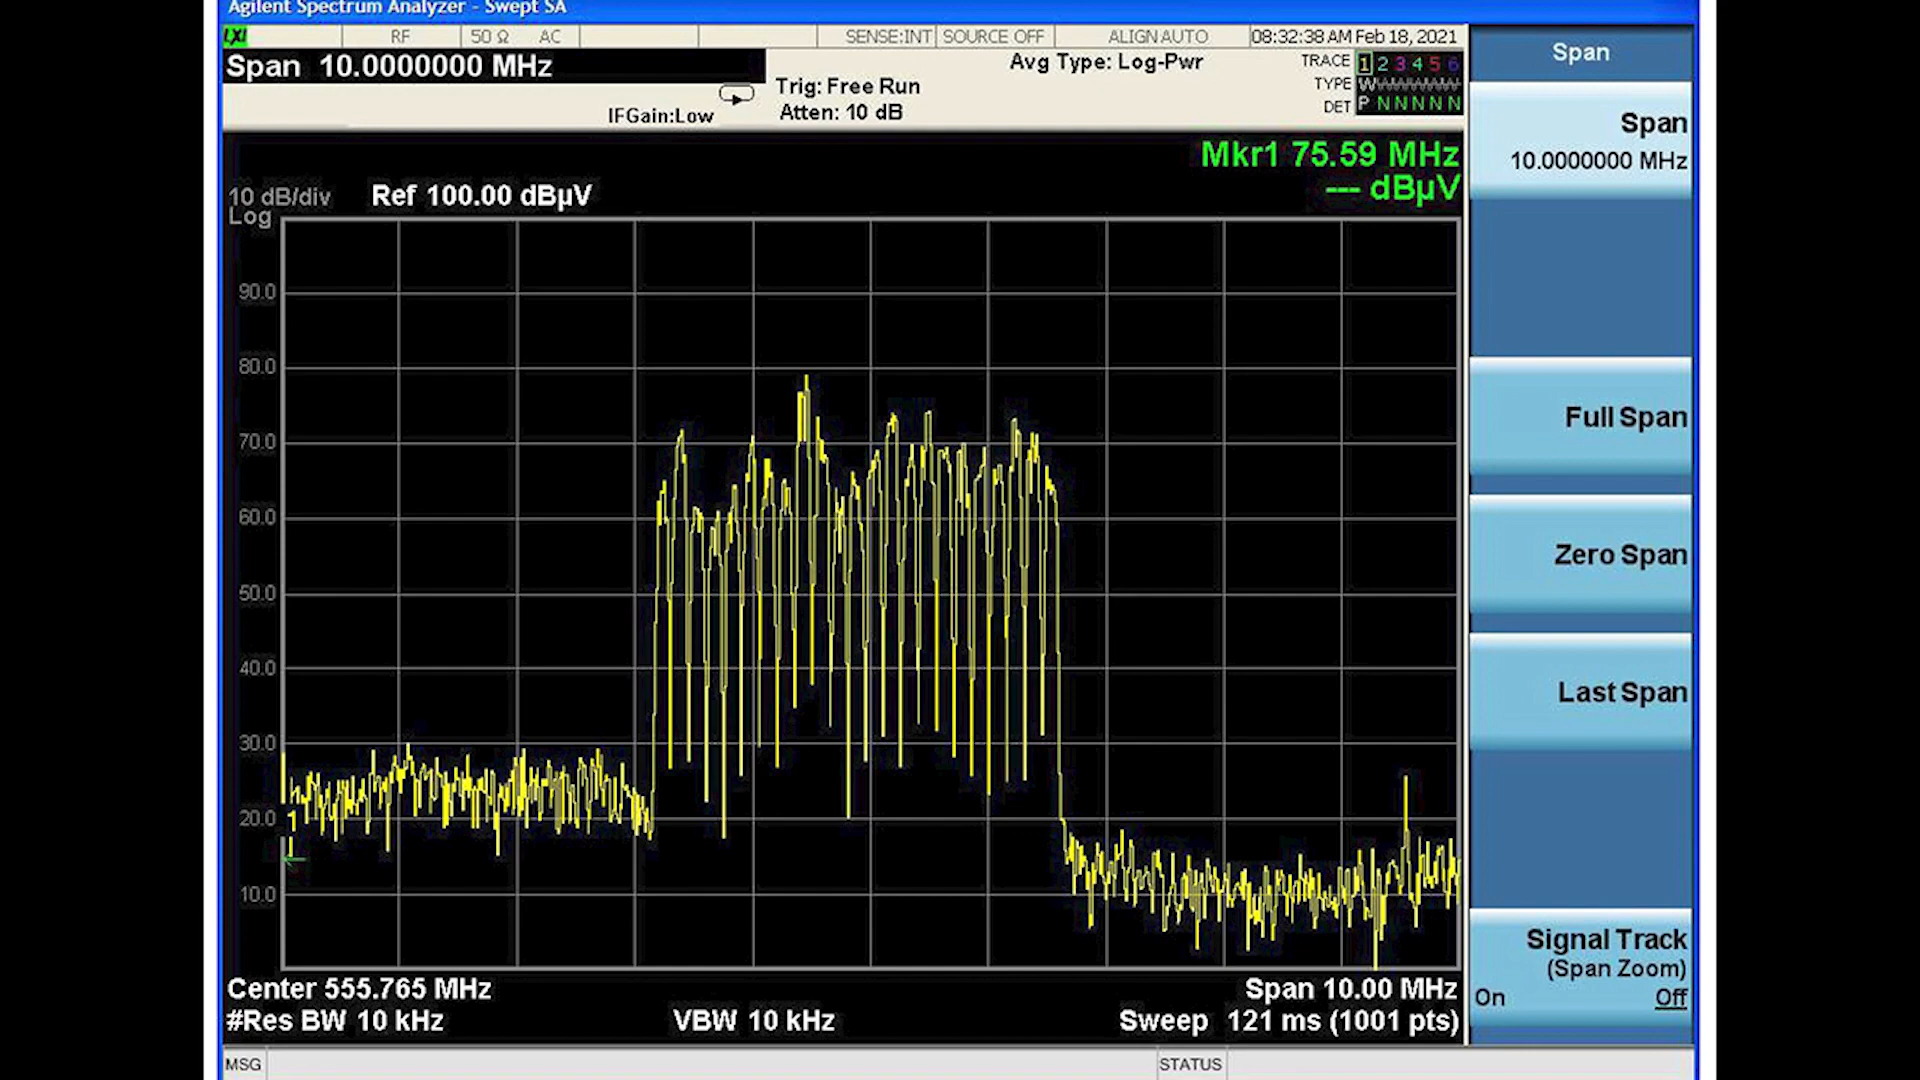 Agilent Spectrum Analyzer - Swept SA
LXI RF 50 Ω AC SENSE:INT SOURCE OFF ALIGN AUTO 08:32:38 AM Feb 18, 2021
Span 10.0000000 MHz
Trig: Free Run
IFGain:Low
Atten: 10 dB
Avg Type: Log-Pwr
TRACE 1 2 3 4 5 6
TYPE W W W W W W
DET P N N N N N
Mkr1 75.59 MHz
--- dBµV
10 dB/div
Log
Ref 100.00 dBµV
90.0
80.0
70.0
60.0
50.0
40.0
30.0
20.0
10.0
1
Center 555.765 MHz
Span 10.00 MHz
#Res BW 10 kHz
VBW 10 kHz
Sweep 121 ms (1001 pts)
MSG
STATUS
Span
Span
10.0000000 MHz
Full Span
Zero Span
Last Span
Signal Track
(Span Zoom)
On Off